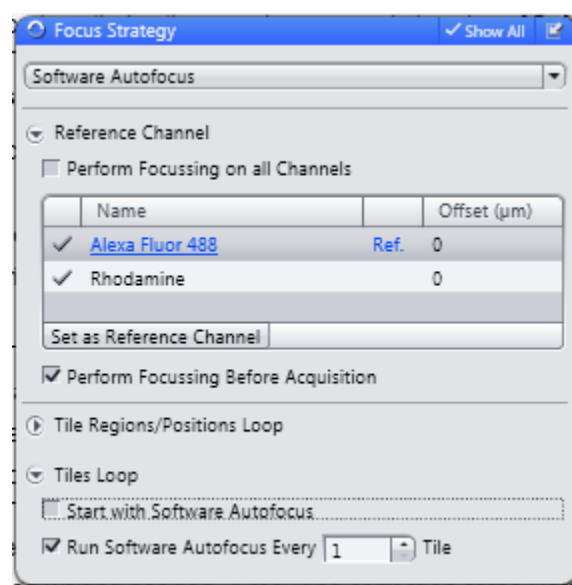 Focus Strategy Show All
Software Autofocus
Reference Channel
Perform Focussing on all Channels
Name Offset (µm)
Alexa Fluor 488 Ref. 0
Rhodamine 0
Set as Reference Channel
Perform Focussing Before Acquisition
Tile Regions/Positions Loop
Tiles Loop
Start with Software Autofocus
Run Software Autofocus Every 1 Tile